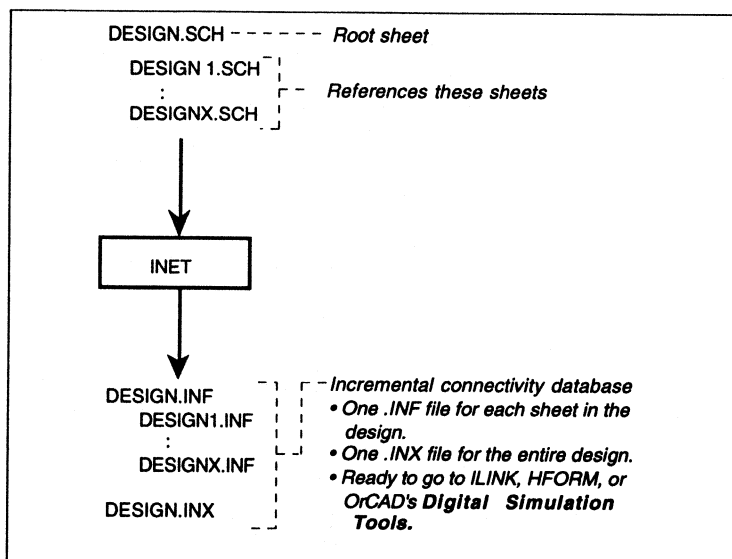 DESIGN.SCH
Root sheet
DESIGN 1.SCH
:
DESIGNX.SCH
References these sheets
INET
DESIGN.INF
DESIGN1.INF
:
DESIGNX.INF
DESIGN.INX
Incremental connectivity database
• One .INF file for each sheet in the
design.
• One .INX file for the entire design.
• Ready to go to ILINK, HFORM, or
OrCAD's Digital Simulation
Tools.